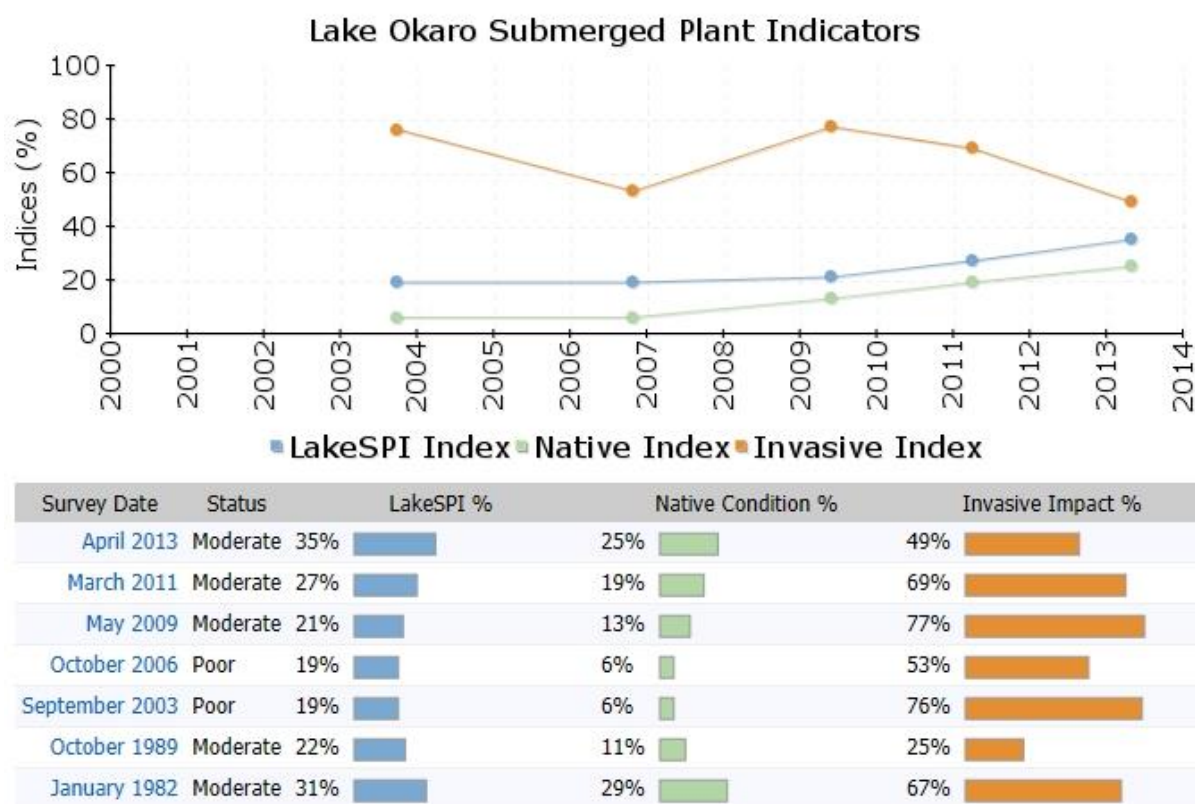 Lake Okaro Submerged Plant Indicators
100
80
60
40
20
0
Indices (%)
2000 2001 2002 2003 2004 2005 2006 2007 2008 2009 2010 2011 2012 2013 2014
LakeSPI Index Native Index Invasive Index
Survey Date Status LakeSPI % Native Condition % Invasive Impact %
April 2013 Moderate 35% 25% 49%
March 2011 Moderate 27% 19% 69%
May 2009 Moderate 21% 13% 77%
October 2006 Poor 19% 6% 53%
September 2003 Poor 19% 6% 76%
October 1989 Moderate 22% 11% 25%
January 1982 Moderate 31% 29% 67%